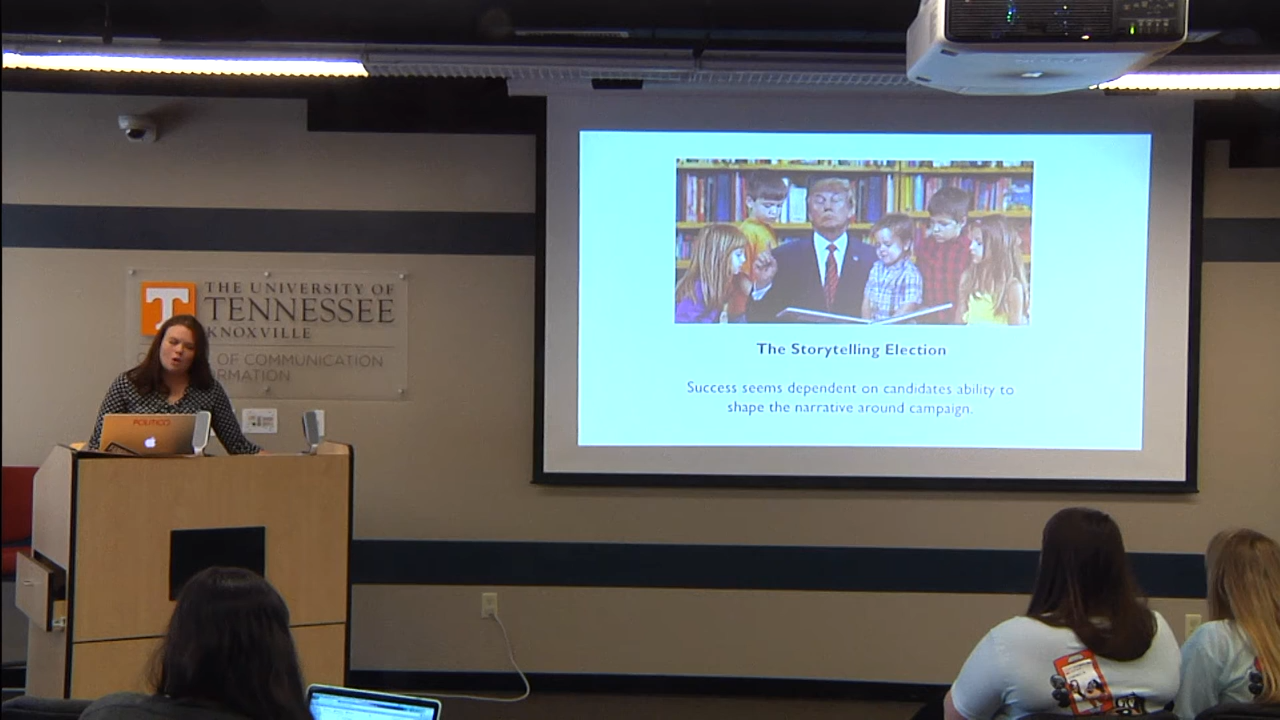 THE UNIVERSITY OF
T TENNESSEE
KNOXVILLE
OF COMMUNICATION
ORMATION
POLITICO
The Storytelling Election
Success seems dependent on candidates ability to
shape the narrative around campaign.